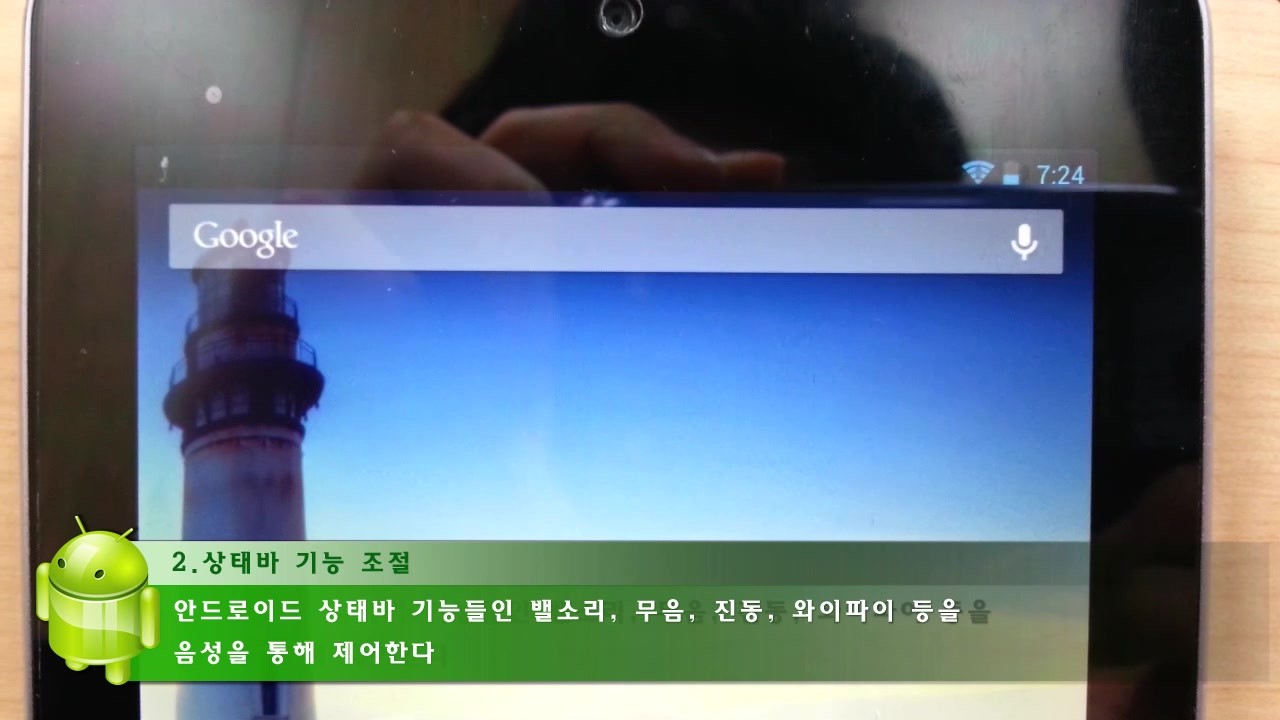 7:24
Google
2.상태바 기능 조절
안드로이드 상태바 기능들인 밸소리, 무음, 진동, 와이파이 등을
음성을 통해 제어한다